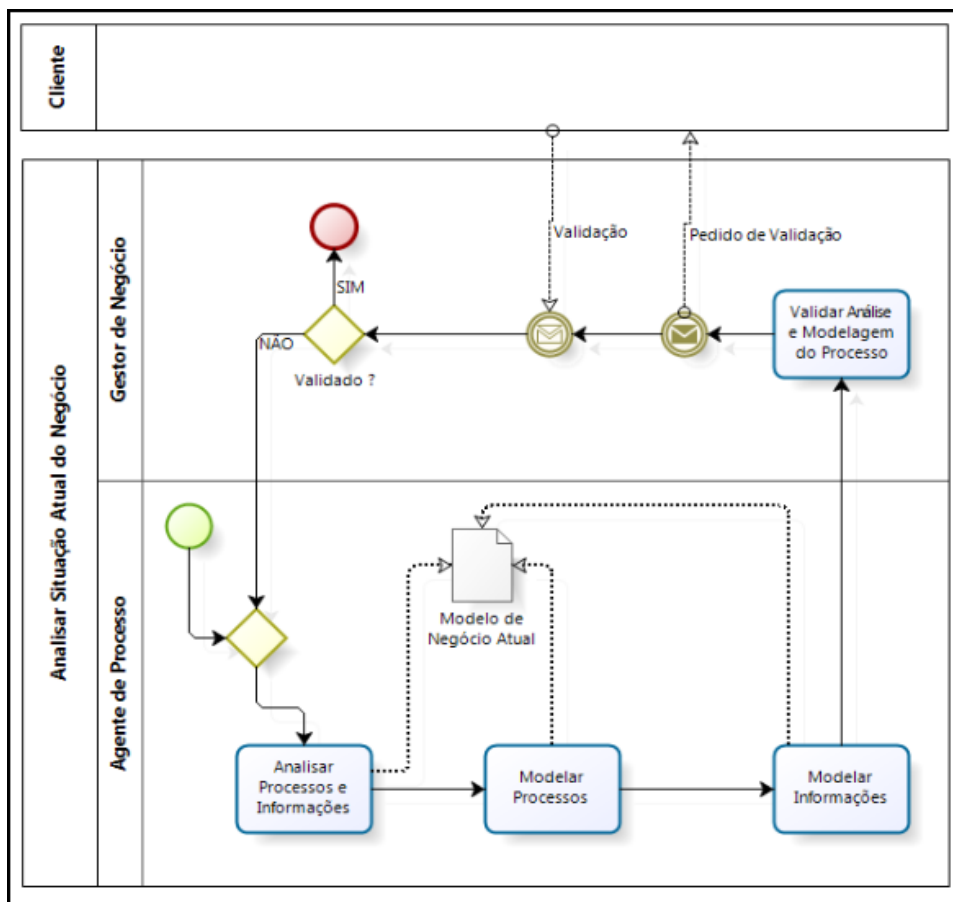 Cliente
Analisar Situação Atual do Negócio
Gestor de Negócio
Validação
Pedido de Validação
SIM
NÃO
Validado ?
Validar Análise
e Modelagem
do Processo
Agente de Processo
Modelo de
Negócio Atual
Analisar
Processos e
Informações
Modelar
Processos
Modelar
Informações